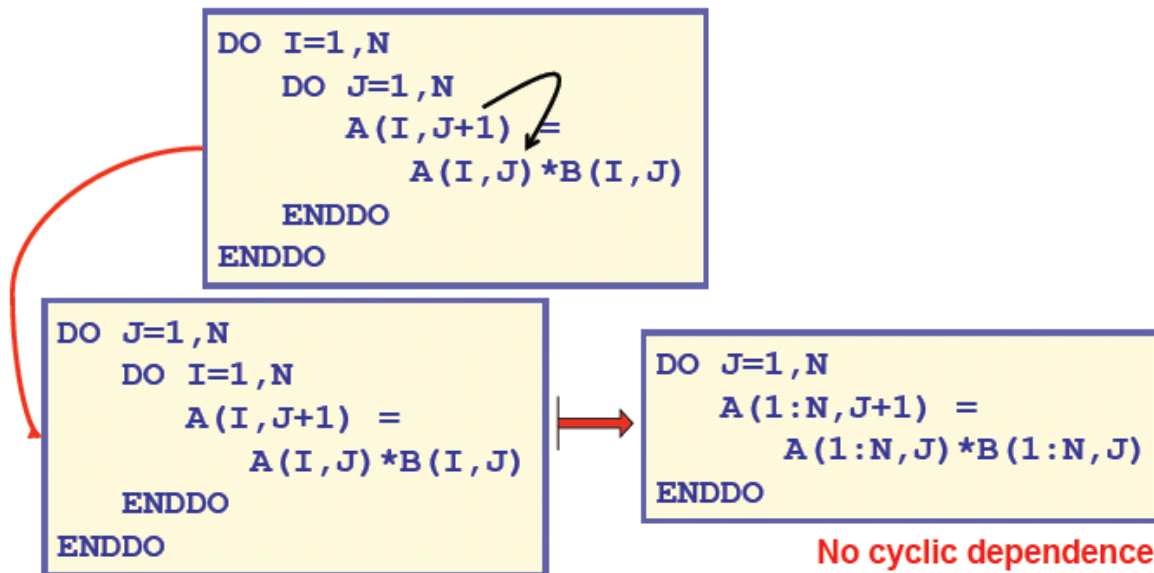 DO I=1,N
DO J=1,N
A(I,J+1) =
A(I,J)*B(I,J)
ENDDO
ENDDO
DO J=1,N
DO I=1,N
A(I,J+1) =
A(I,J)*B(I,J)
ENDDO
ENDDO
DO J=1,N
A(1:N,J+1) =
A(1:N,J)*B(1:N,J)
ENDDO
No cyclic dependence